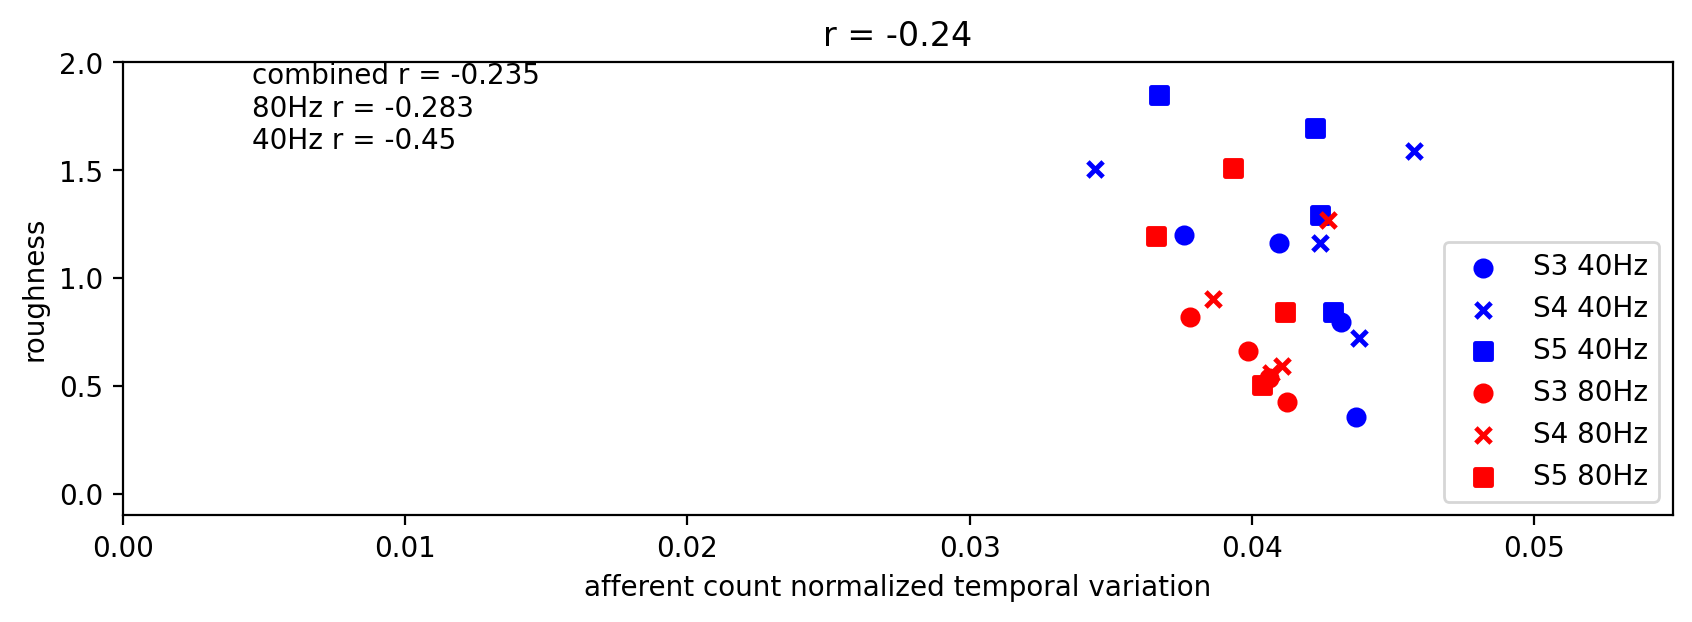 r = -0.24
combined r = -0.235
80Hz r = -0.283
40Hz r = -0.45
2.0
1.5
1.0
0.5
0.0
roughness
S3 40Hz
S4 40Hz
S5 40Hz
S3 80Hz
S4 80Hz
S5 80Hz
0.00 0.01 0.02 0.03 0.04 0.05
afferent count normalized temporal variation